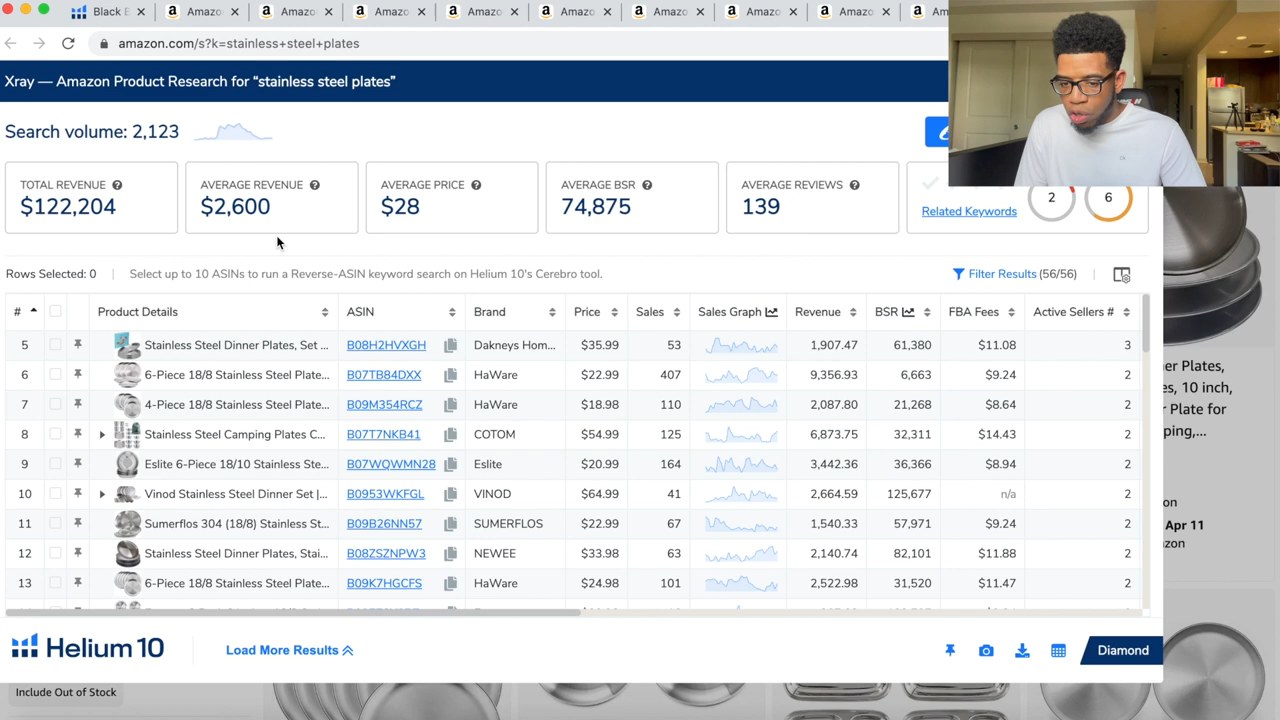 Black B
Amazo
Amazo
Amazo
Amazo
Amazo
Amazo
Amazo
Amazo
Am
amazon.com/s?k=stainless+steel+plates
Xray — Amazon Product Research for “stainless steel plates”
Search volume: 2,123
TOTAL REVENUE ?
$122,204
AVERAGE REVENUE ?
$2,600
AVERAGE PRICE ?
$28
AVERAGE BSR ?
74,875
AVERAGE REVIEWS ?
139
Related Keywords
2
6
Rows Selected: 0
Select up to 10 ASINs to run a Reverse-ASIN keyword search on Helium 10's Cerebro tool.
Filter Results (56/56)
# Product Details ASIN Brand Price Sales Sales Graph Revenue BSR FBA Fees Active Sellers #
5 Stainless Steel Dinner Plates, Set ... B08H2HVXGH Dakneys Hom... $35.99 53 1,907.47 61,380 $11.08 3
6 6-Piece 18/8 Stainless Steel Plate... B07TB84DXX HaWare $22.99 407 9,356.93 6,663 $9.24 2
7 4-Piece 18/8 Stainless Steel Plate... B09M354RCZ HaWare $18.98 110 2,087.80 21,268 $8.64 2
8 Stainless Steel Camping Plates C... B07T7NKB41 COTOM $54.99 125 6,873.75 32,311 $14.43 2
9 Eslite 6-Piece 18/10 Stainless Ste... B07WQWMN28 Eslite $20.99 164 3,442.36 36,366 $8.94 2
10 Vinod Stainless Steel Dinner Set |... B0953WKFGL VINOD $64.99 41 2,664.59 125,677 n/a 2
11 Sumerflos 304 (18/8) Stainless St... B09B26NN57 SUMERFLOS $22.99 67 1,540.33 57,971 $9.24 2
12 Stainless Steel Dinner Plates, Stai... B08ZSZNPW3 NEWEE $33.98 63 2,140.74 82,101 $11.88 2
13 6-Piece 18/8 Stainless Steel Plate... B09K7HGCFS HaWare $24.98 101 2,522.98 31,520 $11.47 2
er Plates,
es, 10 inch,
r Plate for
ping,...
on
Apr 11
zon
Helium 10
Load More Results
Diamond
Include Out of Stock